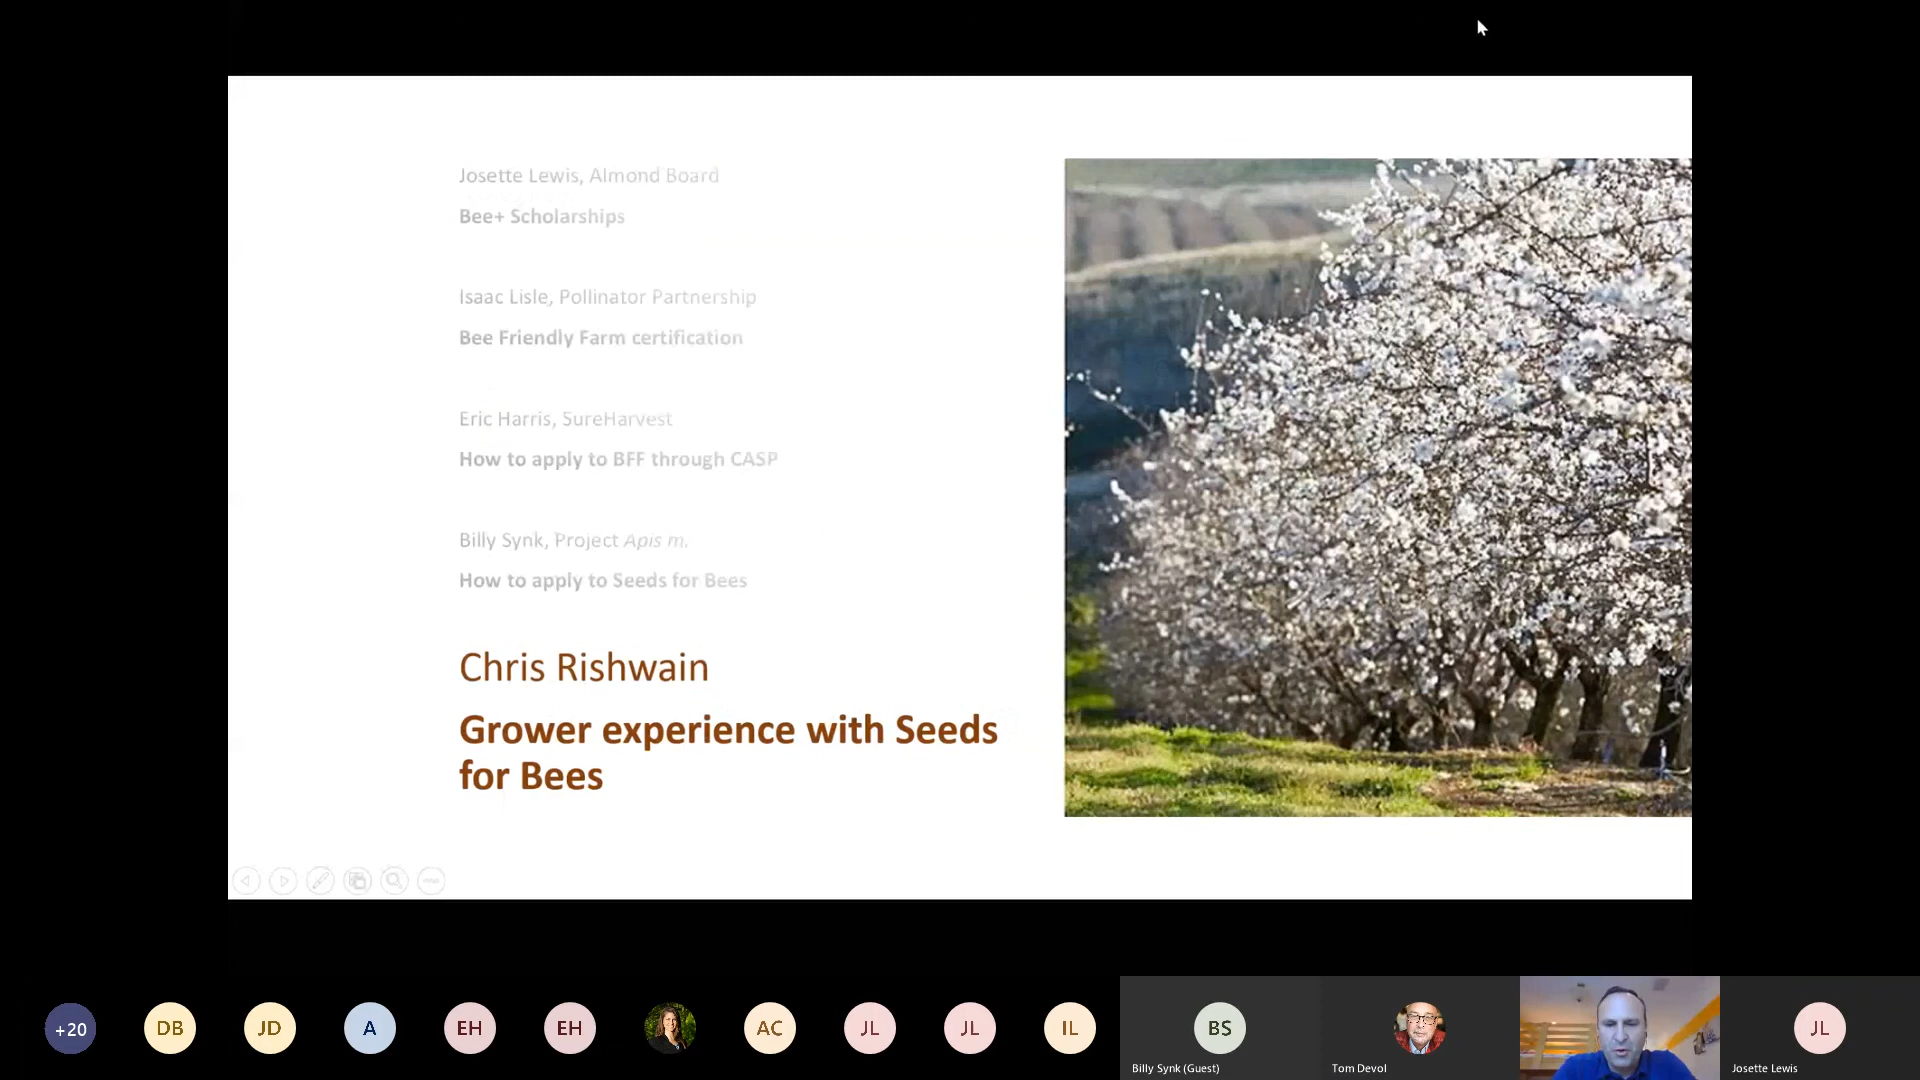 Josette Lewis, Almond Board
Bee+ Scholarships
Isaac Lisle, Pollinator Partnership
Bee Friendly Farm certification
Eric Harris, SureHarvest
How to apply to BFF through CASP
Billy Synk, Project Apis m.
How to apply to Seeds for Bees
Chris Rishwain
Grower experience with Seeds
for Bees
+20
DB
JD
A
EH
EH
AC
JL
JL
IL
BS
JL
Billy Synk (Guest)
Tom Devol
Josette Lewis